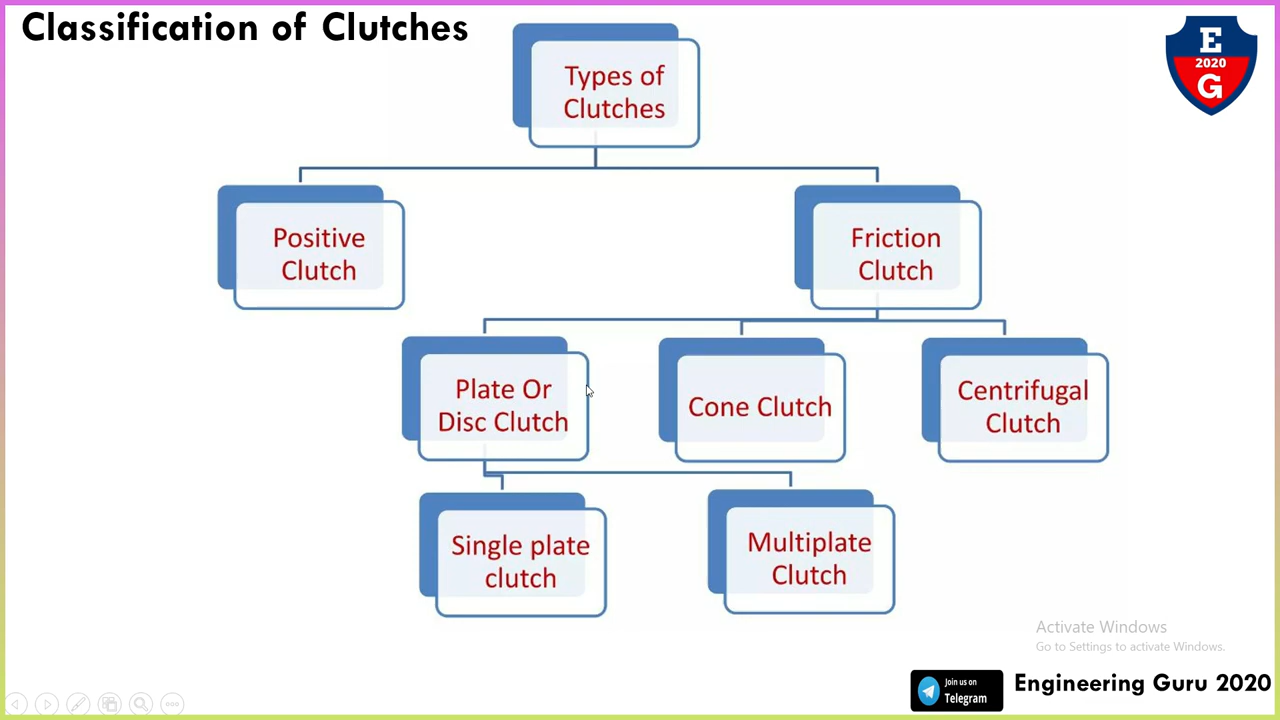 Classification of Clutches
E
2020
G
Types of
Clutches
Positive
Clutch
Friction
Clutch
Plate Or
Disc Clutch
Cone Clutch
Centrifugal
Clutch
Single plate
clutch
Multiplate
Clutch
Activate Windows
Go to Settings to activate Windows.
Join us on
Telegram
Engineering Guru 2020